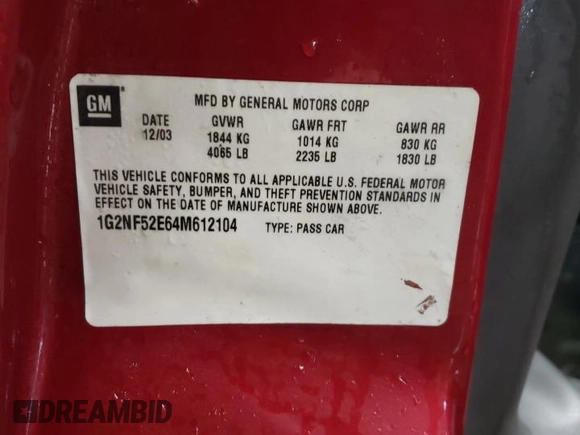 GM
MFD BY GENERAL MOTORS CORP
DATE GVWR GAWR FRT GAWR RR
12/03 1844 KG 1014 KG 830 KG
4065 LB 2235 LB 1830 LB
THIS VEHICLE CONFORMS TO ALL APPLICABLE U.S. FEDERAL MOTOR
VEHICLE SAFETY, BUMPER, AND THEFT PREVENTION STANDARDS IN
EFFECT ON THE DATE OF MANUFACTURE SHOWN ABOVE.
1G2NF52E64M612104 TYPE: PASS CAR
DREAMBID